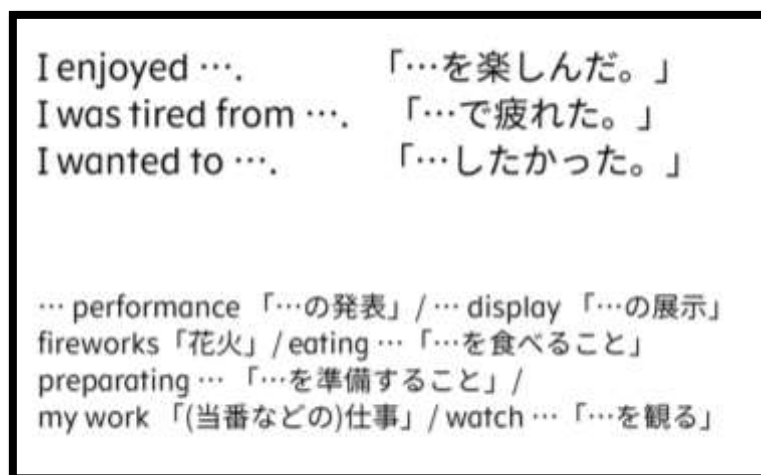 I enjoyed …. 「…を楽しんだ。」
I was tired from …. 「…で疲れた。」
I wanted to …. 「…したかった。」
… performance 「…の発表」 / … display 「…の展示」
fireworks 「花火」 / eating … 「…を食べること」
preparating … 「…を準備すること」 /
my work 「(当番などの)仕事」 / watch … 「…を観る」